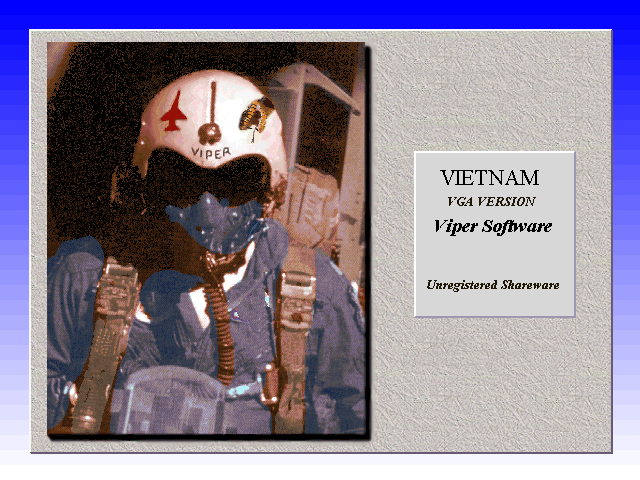 VIPER
VIETNAM
VGA VERSION
Viper Software
Unregistered Shareware